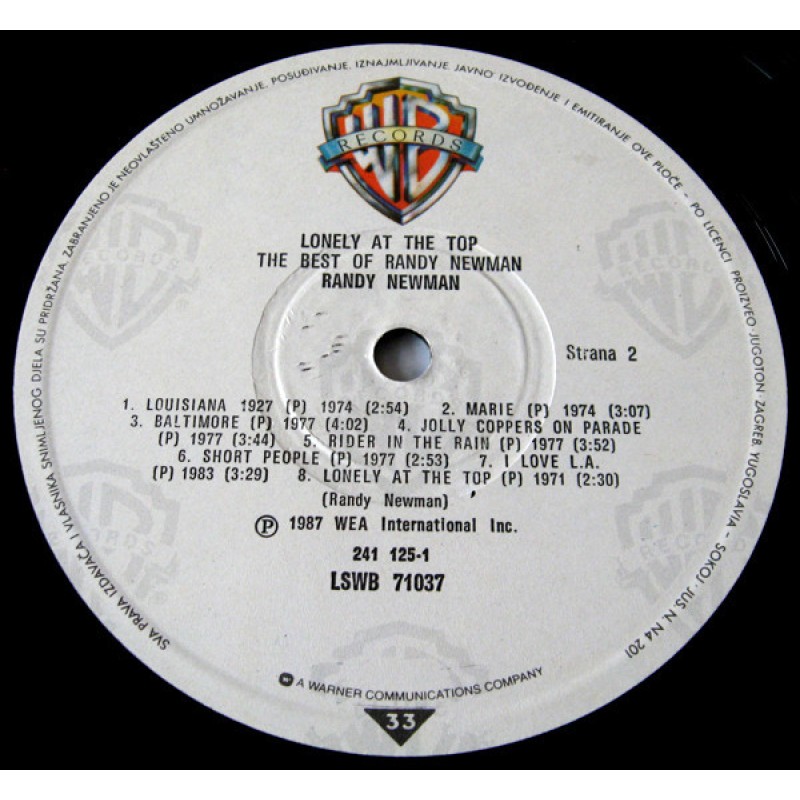 SVA PRAVA IZDAVAČA I VLASNIKA SNIMLJENOG DJELA SU PRIDRŽANA. ZABRANJENO JE NEOVLAŠTENO UMNOŽAVANJE, POSUĐIVANJE, IZNAJMLJIVANJE, JAVNO IZVOĐENJE I EMITIRANJE OVE PLOČE - PO LICENCI PROIZVEO · JUGOTON · ZAGREB, YUGOSLAVIA - SOKOJ · JUS. N. N4 201
WB
RECORDS
LONELY AT THE TOP
THE BEST OF RANDY NEWMAN
RANDY NEWMAN
Strana 2
1. LOUISIANA 1927 (P) 1974 (2:54) 2. MARIE (P) 1974 (3:07)
3. BALTIMORE (P) 1977 (4:02) 4. JOLLY COPPERS ON PARADE
(P) 1977 (3:44) 5. RIDER IN THE RAIN (P) 1977 (3:52)
6. SHORT PEOPLE (P) 1977 (2:53) 7. I LOVE L.A.
(P) 1983 (3:29) 8. LONELY AT THE TOP (P) 1971 (2:30)
(Randy Newman)
Ⓟ 1987 WEA International Inc.
241 125-1
LSWB 71037
A WARNER COMMUNICATIONS COMPANY
33